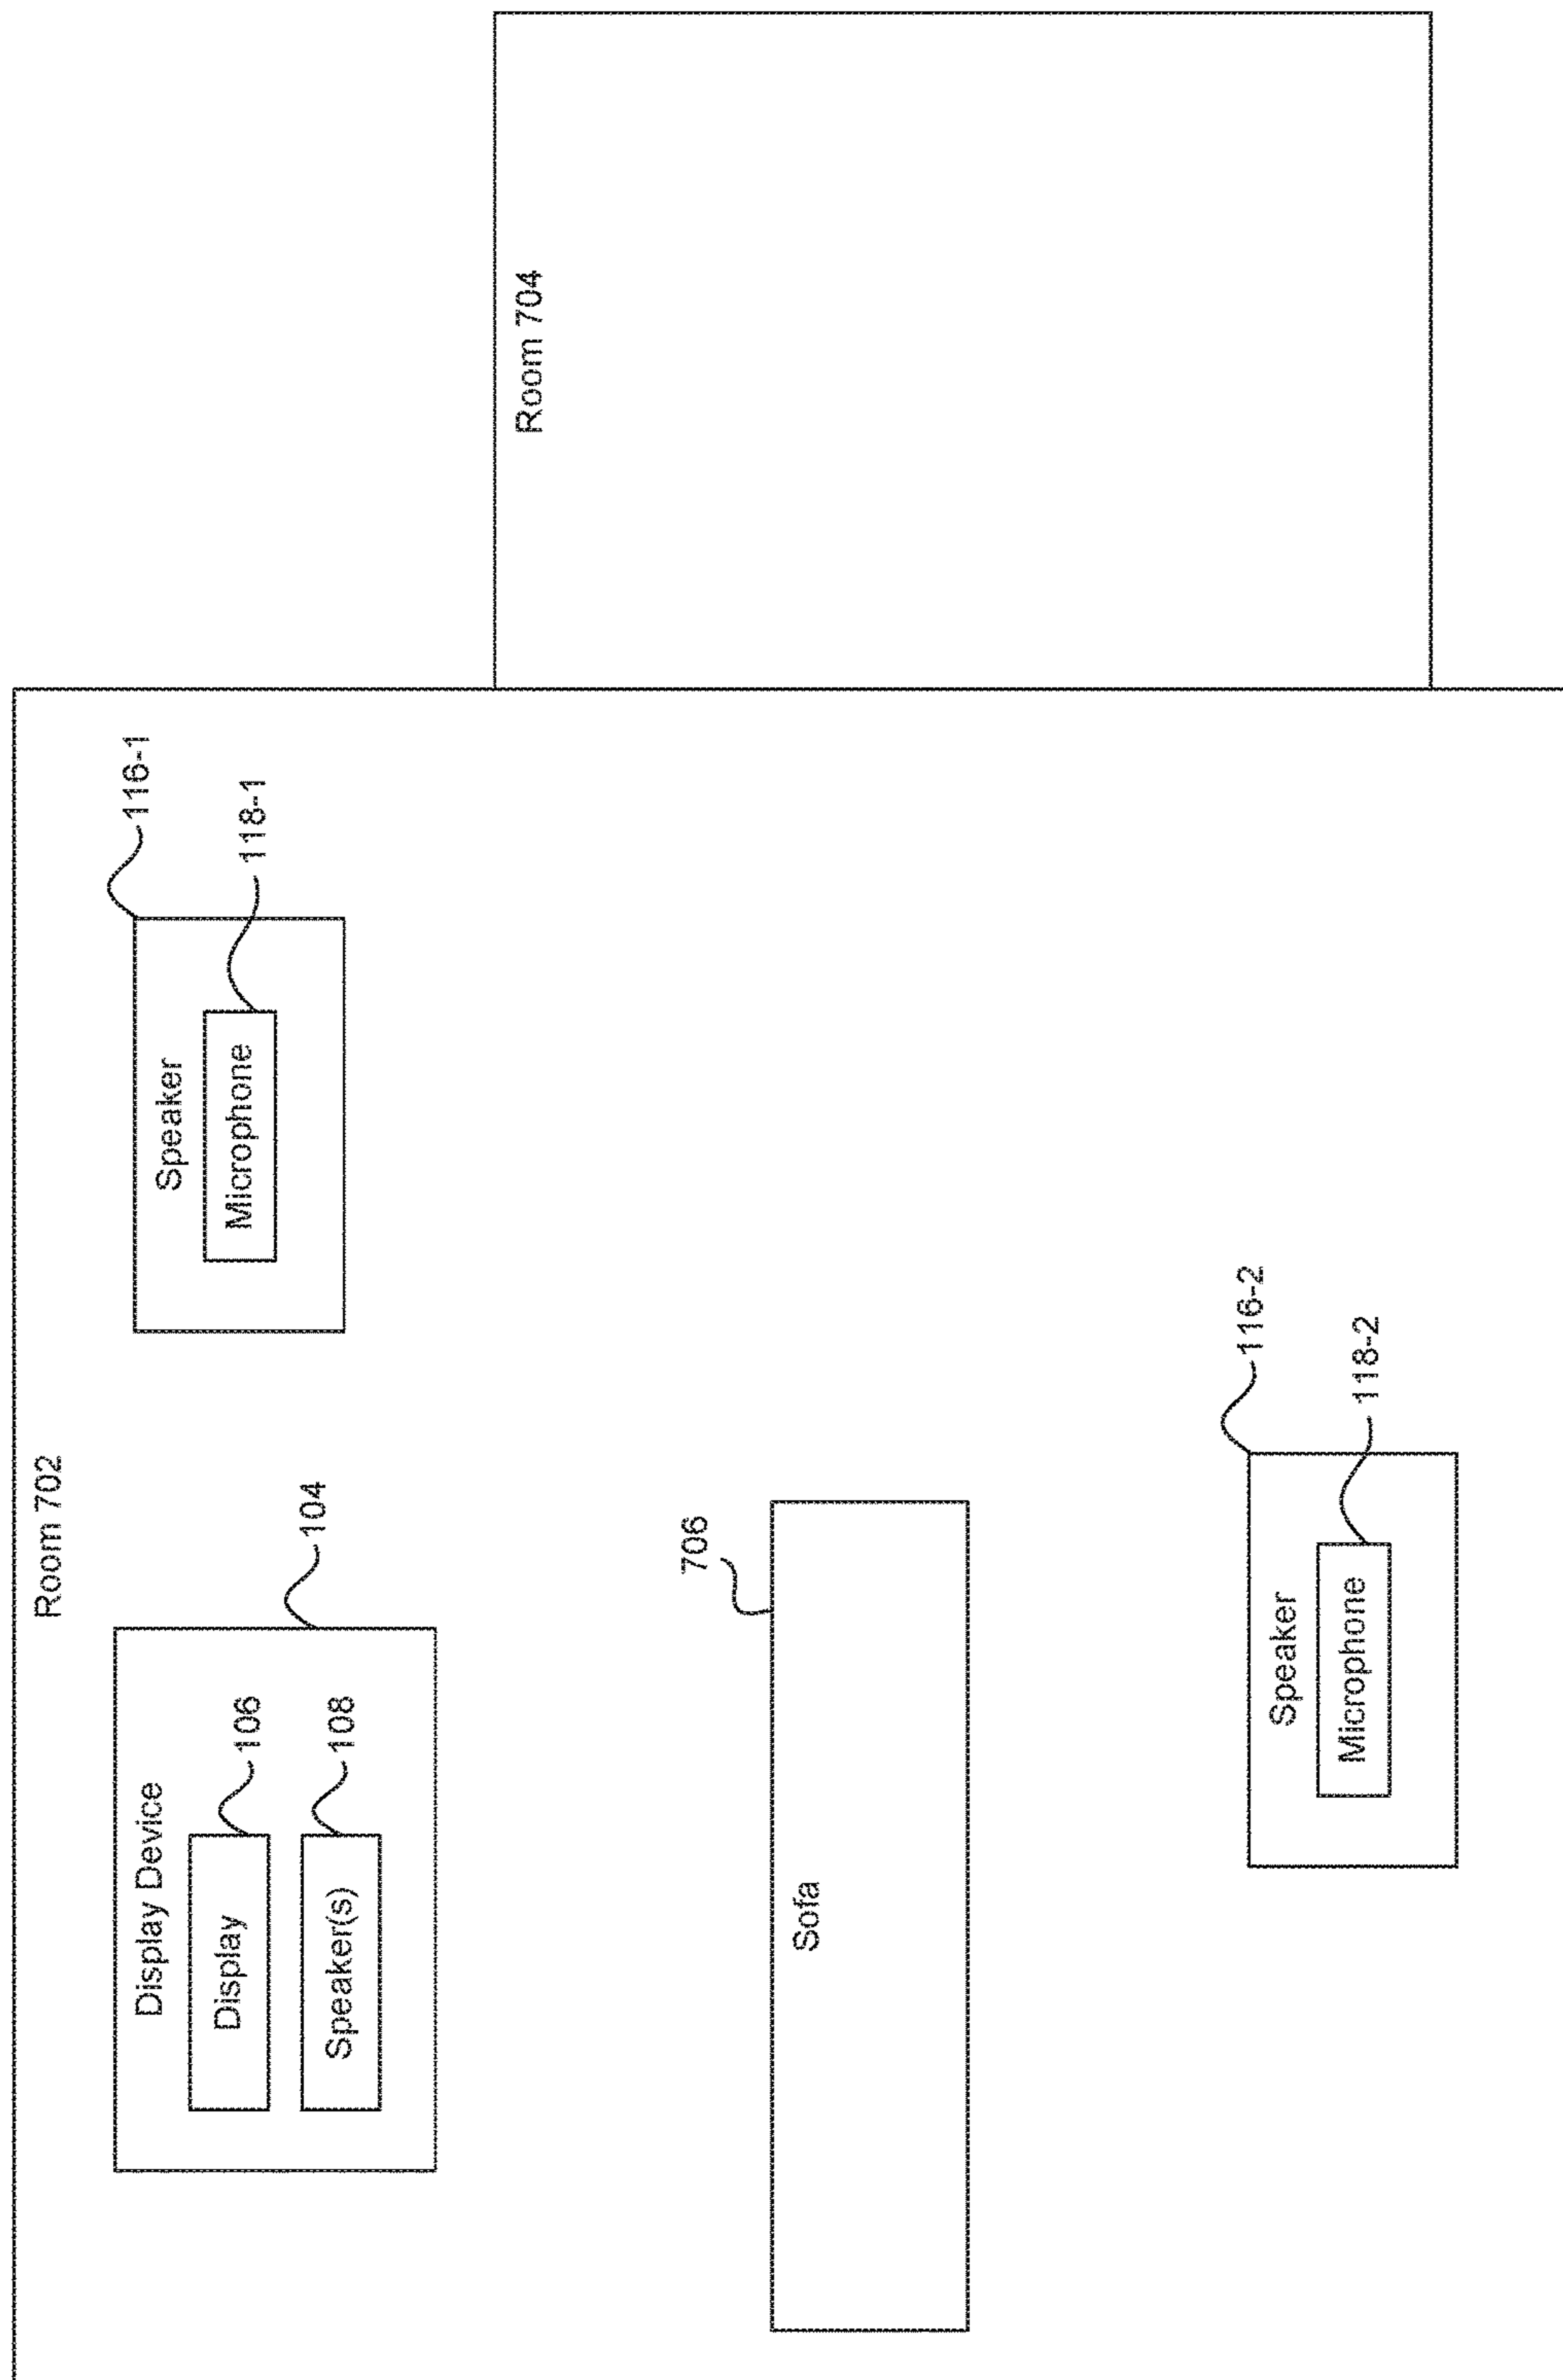 Room 702
Display Device
104
Display
106
Speaker(s)
108
Speaker
116-1
Microphone
118-1
Room 704
706
Sofa
Speaker
116-2
Microphone
118-2